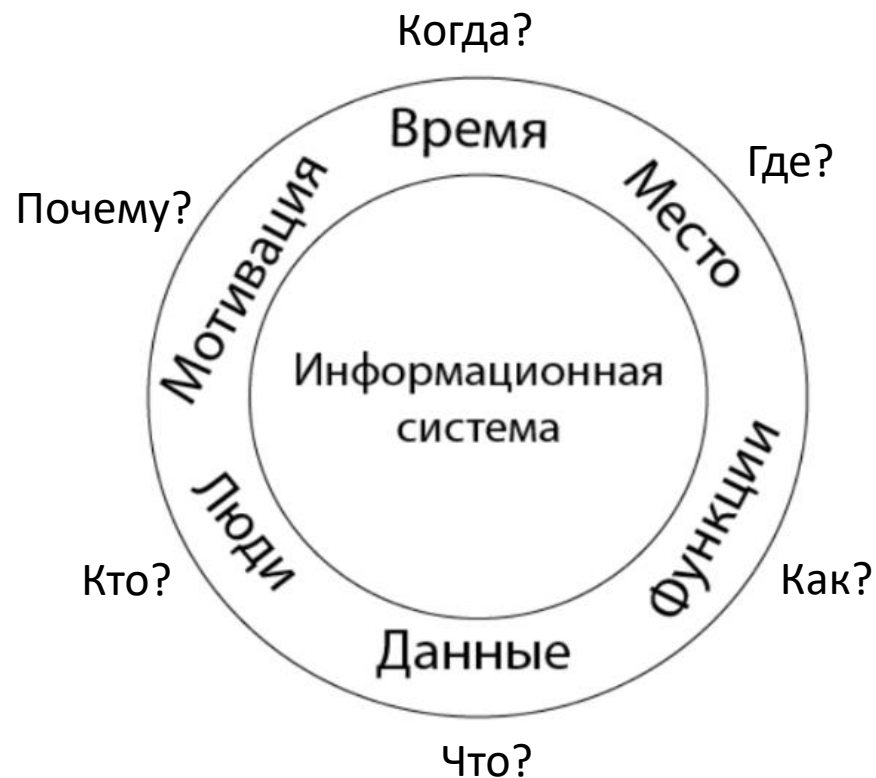 Когда?
Время
Где?
Место
Почему?
Мотивация
Информационная
система
Люди
Функции
Кто?
Как?
Данные
Что?